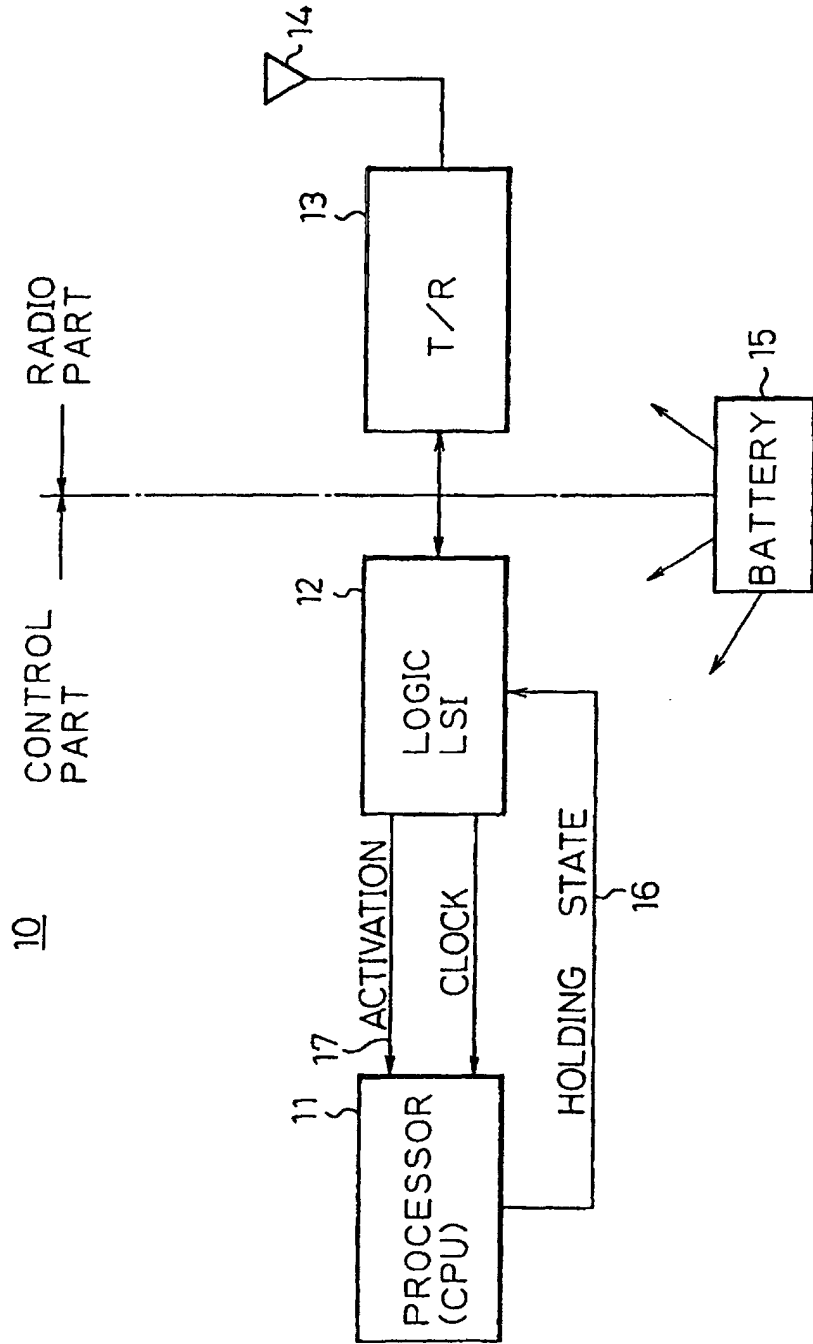 10
CONTROL
PART
RADIO
PART
11
PROCESSOR
(CPU)
17
ACTIVATION
CLOCK
HOLDING STATE
16
12
LOGIC
LSI
13
T/R
14
BATTERY
15